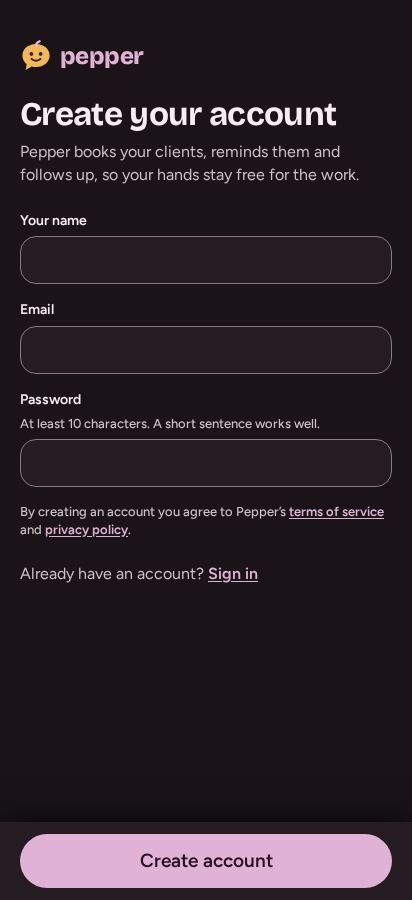 pepper
Create your account
Pepper books your clients, reminds them and
follows up, so your hands stay free for the work.
Your name
Email
Password
At least 10 characters. A short sentence works well.
By creating an account you agree to Pepper’s terms of service
and privacy policy.
Already have an account? Sign in
Create account